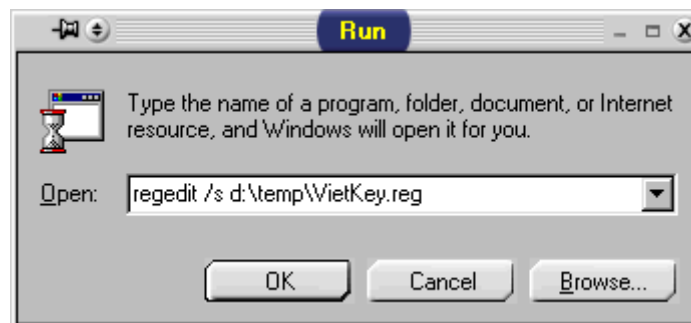 Run
Type the name of a program, folder, document, or Internet
resource, and Windows will open it for you.
Open: regedit /s d:\temp\VietKey.reg
OK Cancel Browse...